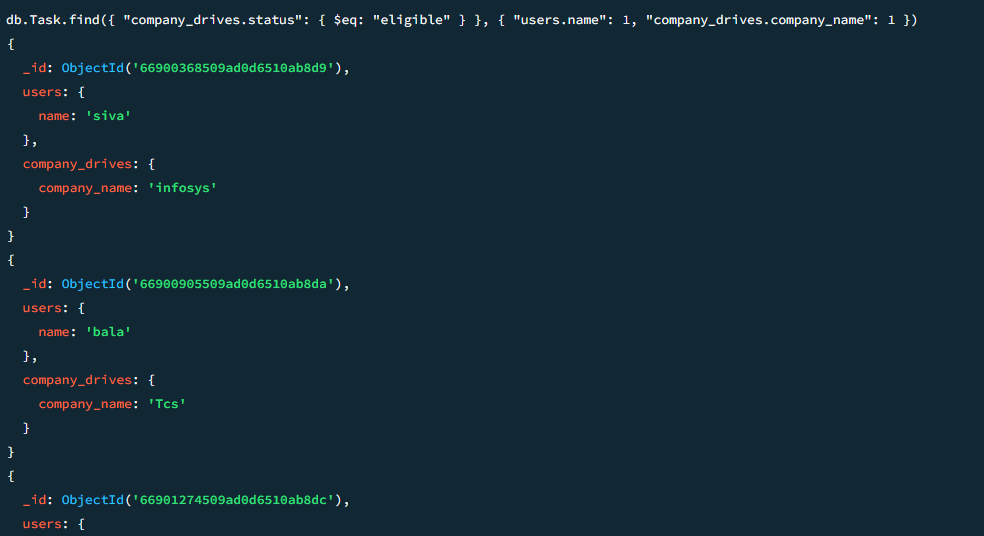 db.Task.find({ "company_drives.status": { $eq: "eligible" } }, { "users.name": 1, "company_drives.company_name": 1 })
{
  _id: ObjectId('66900368509ad0d6510ab8d9'),
  users: {
    name: 'siva'
  },
  company_drives: {
    company_name: 'infosys'
  }
}
{
  _id: ObjectId('66900905509ad0d6510ab8da'),
  users: {
    name: 'bala'
  },
  company_drives: {
    company_name: 'Tcs'
  }
}
{
  _id: ObjectId('66901274509ad0d6510ab8dc'),
  users: {